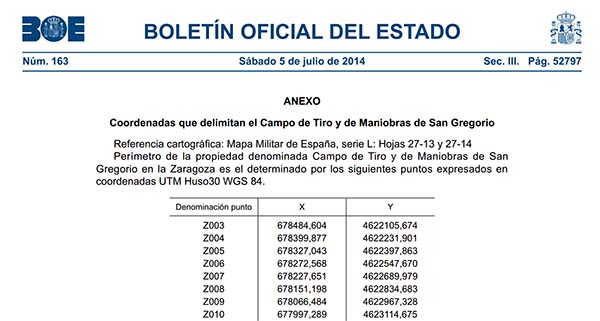 BOE
BOLETÍN OFICIAL DEL ESTADO
Núm. 163 Sábado 5 de julio de 2014 Sec. III. Pág. 52797
ANEXO
Coordenadas que delimitan el Campo de Tiro y de Maniobras de San Gregorio
Referencia cartográfica: Mapa Militar de España, serie L: Hojas 27-13 y 27-14
Perímetro de la propiedad denominada Campo de Tiro y de Maniobras de San
Gregorio en la Zaragoza es el determinado por los siguientes puntos expresados en
coordenadas UTM Huso30 WGS 84.
Denominación punto X Y
Z003 678484,604 4622105,674
Z004 678399,877 4622231,901
Z005 678327,043 4622397,863
Z006 678272,568 4622547,670
Z007 678227,651 4622689,979
Z008 678151,198 4622834,683
Z009 678066,484 4622967,328
Z010 677997,289 4623114,675